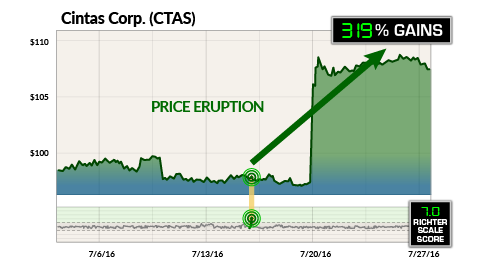 Cintas Corp. (CTAS)
319% GAINS
$110
$105
PRICE ERUPTION
$100
7.0
RICHTER
SCALE
SCORE
7/6/16
7/13/16
7/20/16
7/27/16